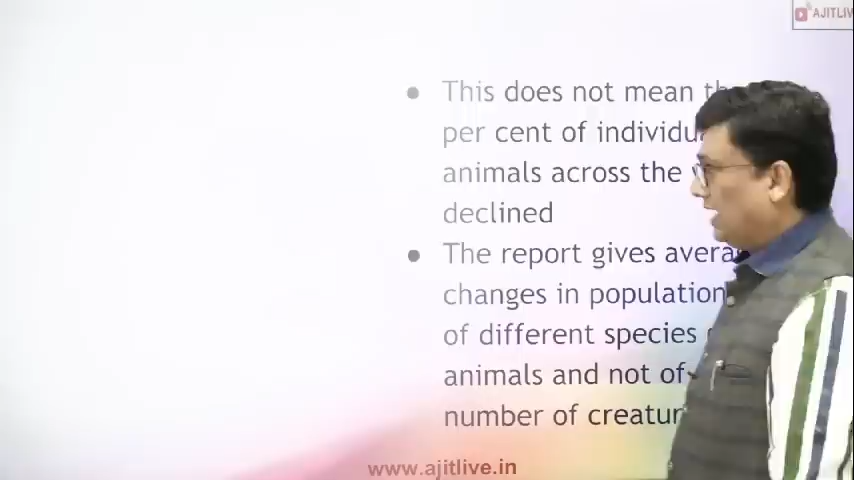 AJITLIV
This does not mean
per cent of
animals across the
declined
The report gives
changes in population
of different species
animals and not of
number of
www.ajitlive.in